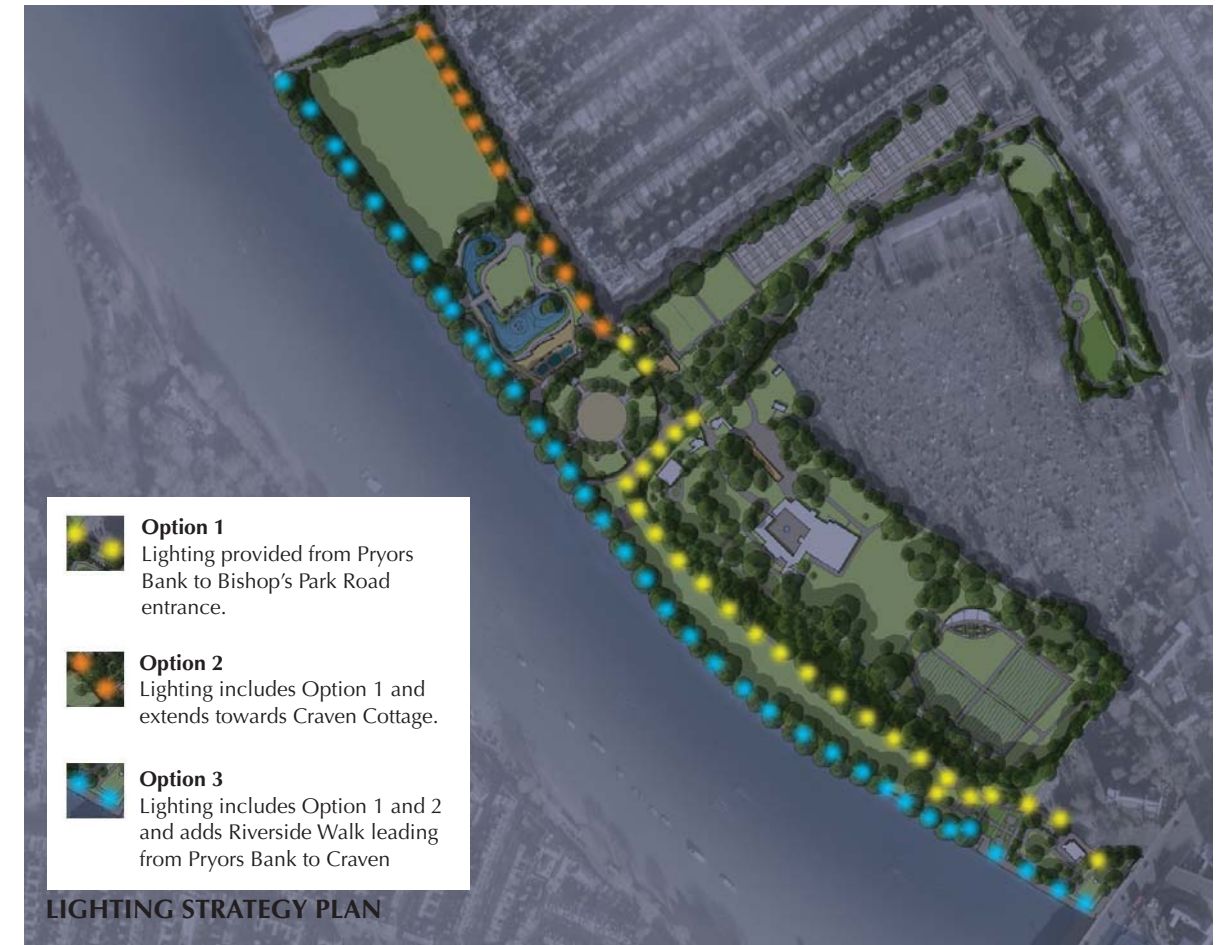 Option 1
Lighting provided from Pryors
Bank to Bishop’s Park Road
entrance.
Option 2
Lighting includes Option 1 and
extends towards Craven Cottage.
Option 3
Lighting includes Option 1 and 2
and adds Riverside Walk leading
from Pryors Bank to Craven
LIGHTING STRATEGY PLAN